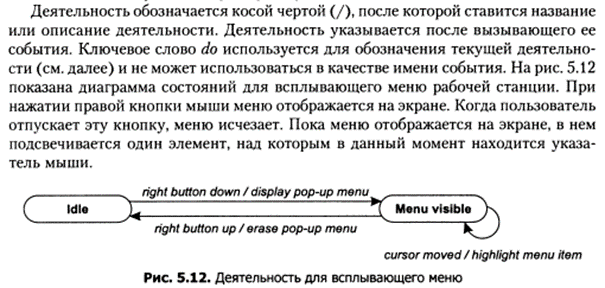 Деятельность обозначается косой чертой (/), после которой ставится название
или описание деятельности. Деятельность указывается после вызывающего ее
события. Ключевое слово do используется для обозначения текущей деятельно-
сти (см. далее) и не может использоваться в качестве имени события. На рис. 5.12
показана диаграмма состояний для всплывающего меню рабочей станции. При
нажатии правой кнопки мыши меню отображается на экране. Когда пользователь
отпускает эту кнопку, меню исчезает. Пока меню отображается на экране, в нем
подсвечивается один элемент, над которым в данный момент находится указа-
тель мыши.
right button down / display pop-up menu
Idle
Menu visible
right button up / erase pop-up menu
cursor moved / highlight menu item
Рис. 5.12. Деятельность для всплывающего меню